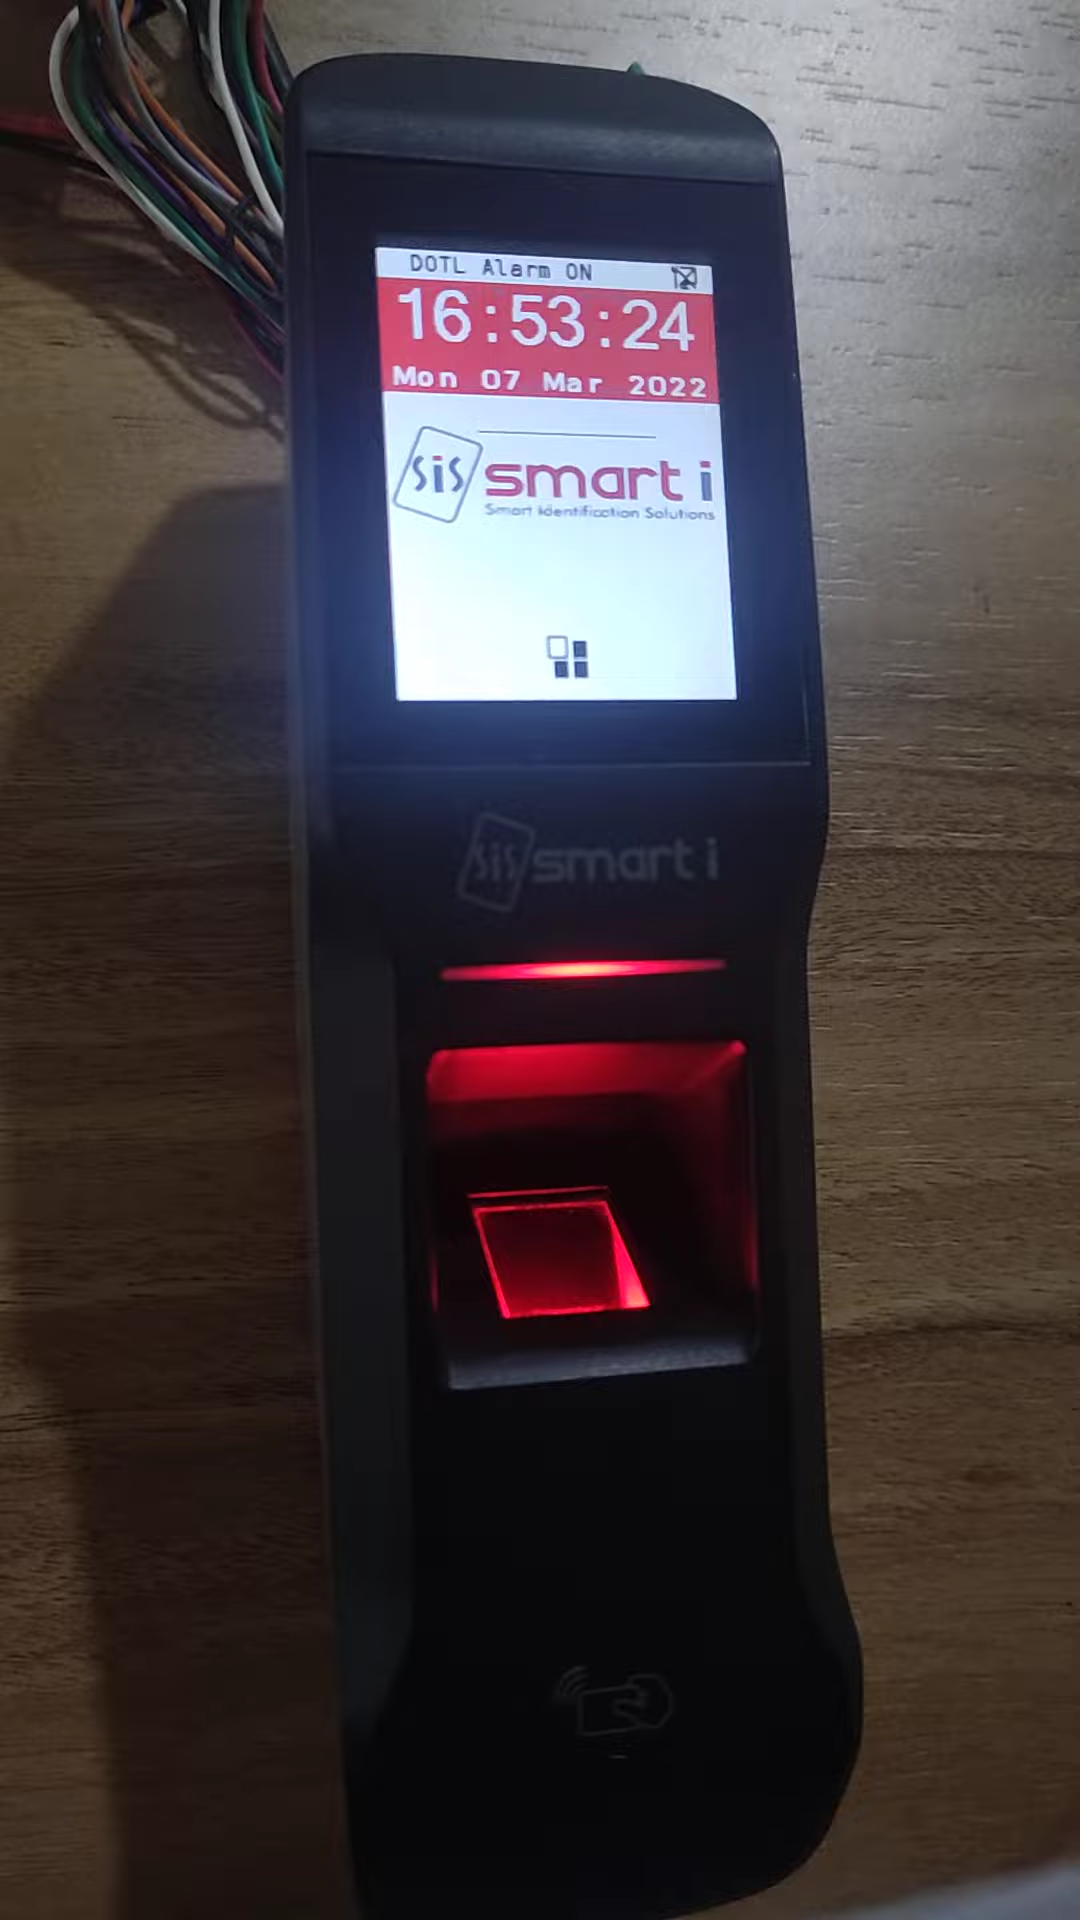 DOTL Alarm ON
16:53:24
Mon 07 Mar 2022
sis smart i
Smart Identification Solutions
sis smart i